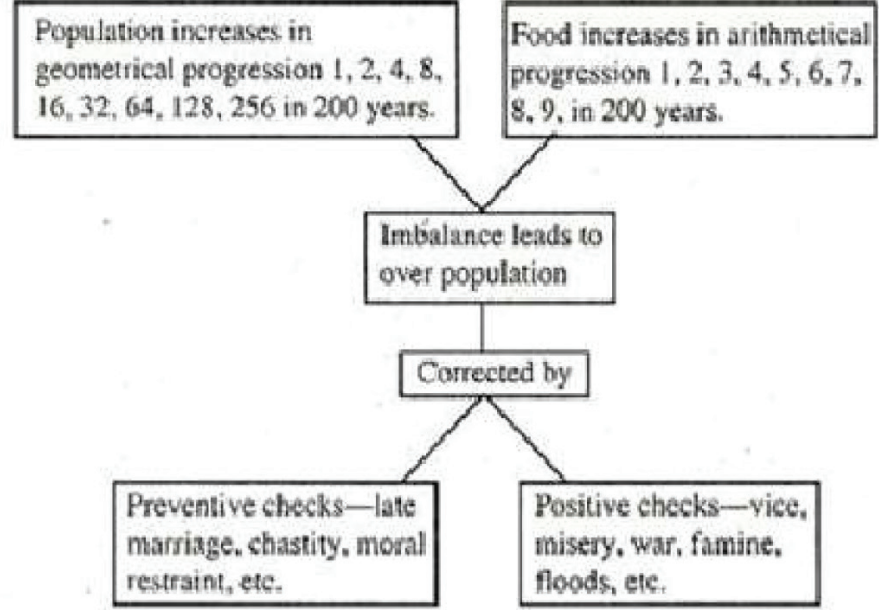 Population increases in
geometrical progression 1, 2, 4, 8,
16, 32, 64, 128, 256 in 200 years.
Food increases in arithmetical
progression 1, 2, 3, 4, 5, 6, 7,
8, 9, in 200 years.
Imbalance leads to
over population
Corrected by
Preventive checks—late
marriage, chastity, moral
restraint, etc.
Positive checks—vice,
misery, war, famine,
floods, etc.